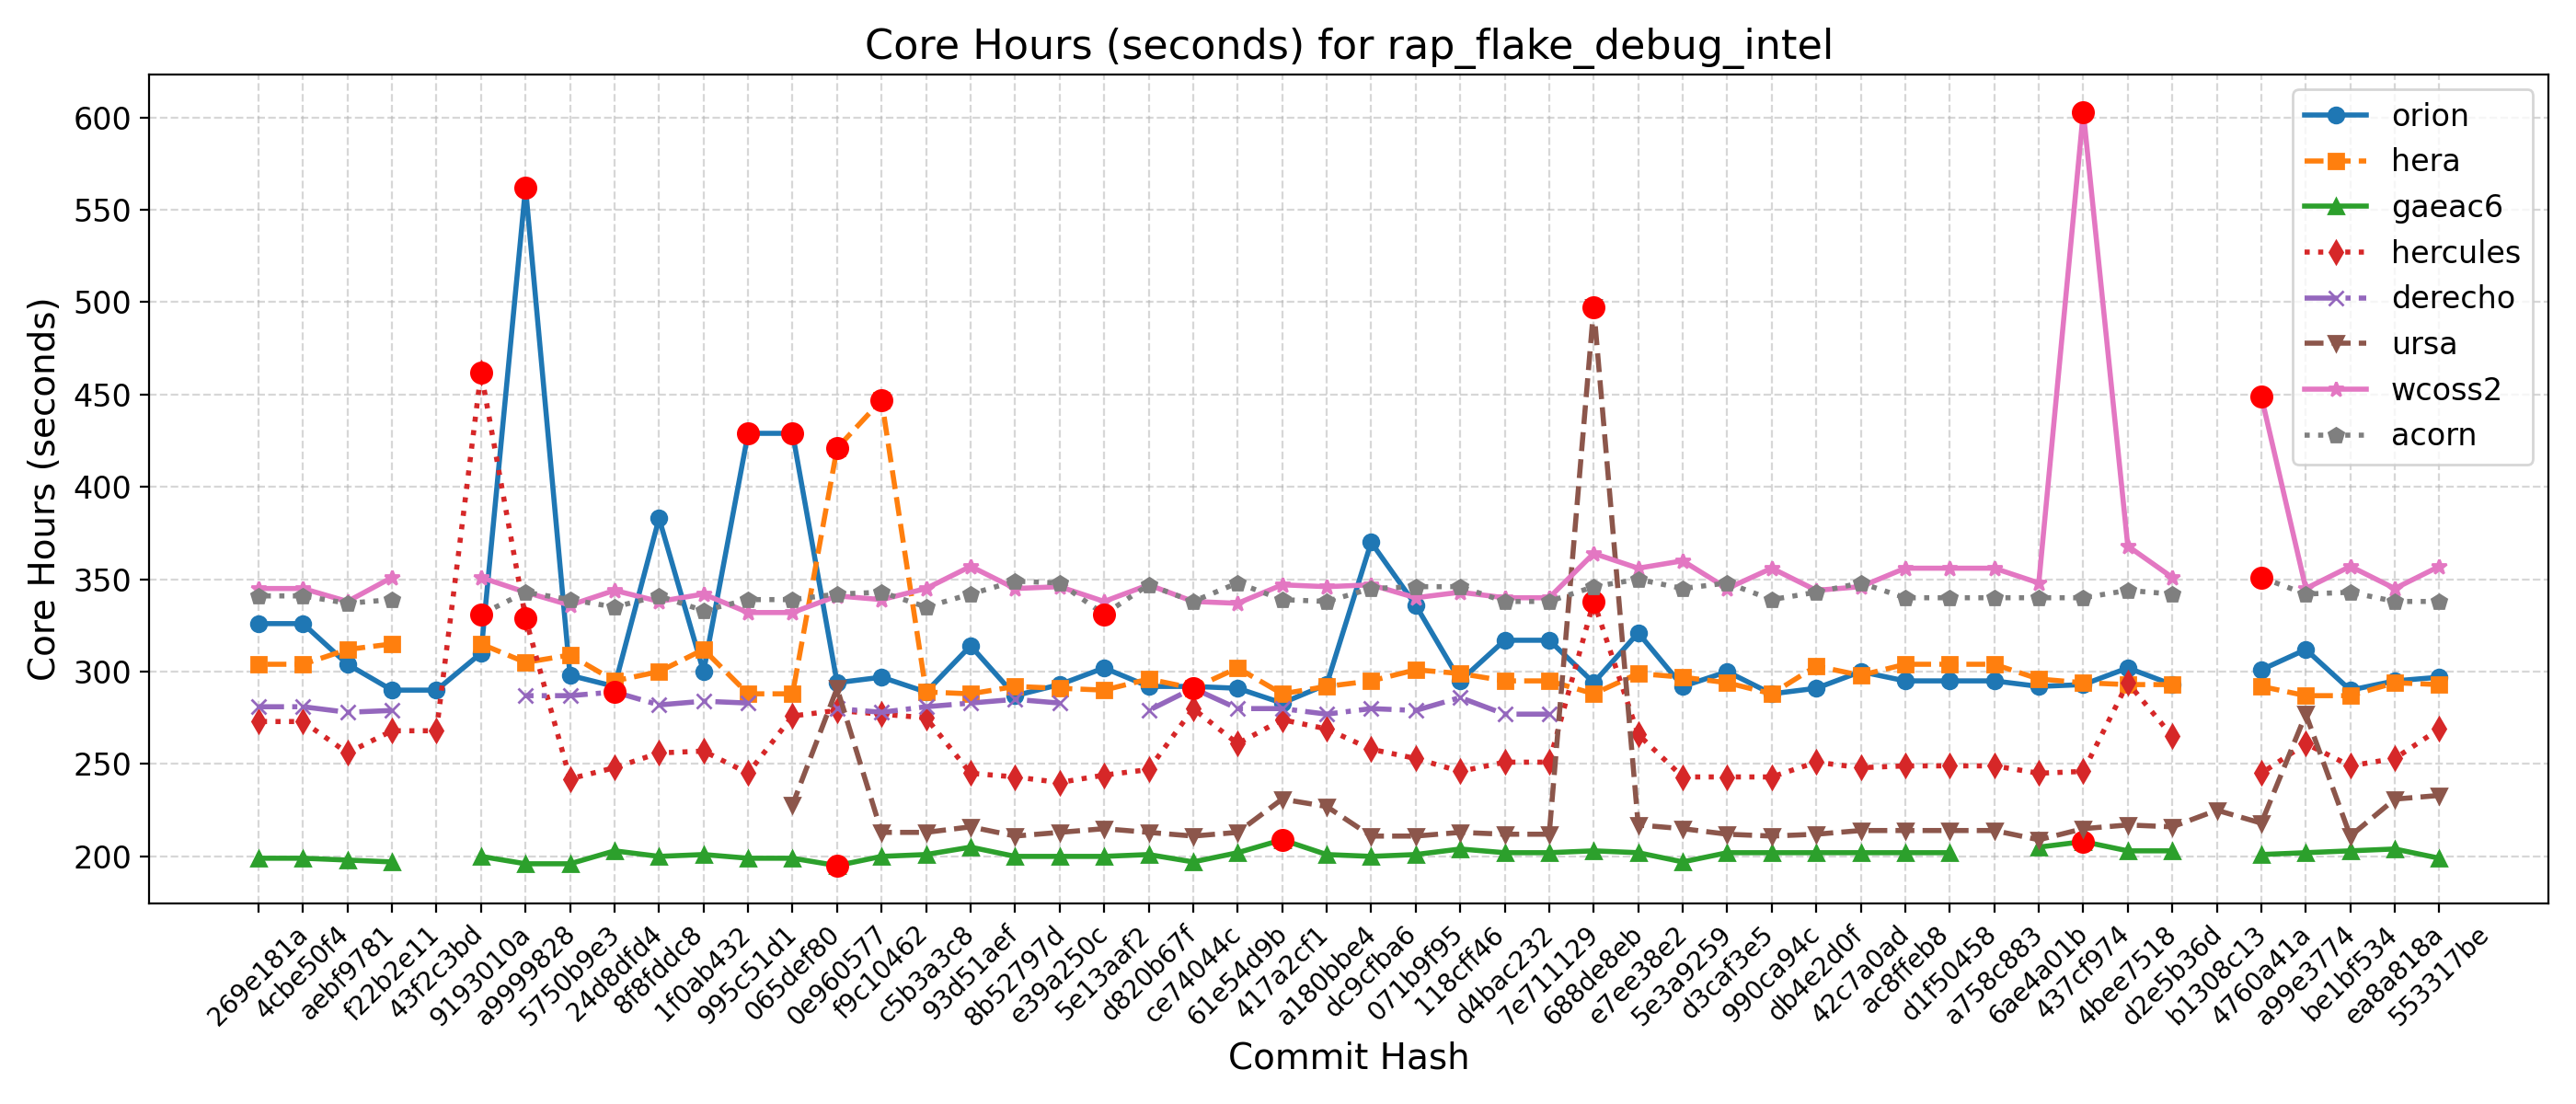 Core Hours (seconds) for rap_flake_debug_intel
Core Hours (seconds)
600
550
500
450
400
350
300
250
200
orion
hera
gaeac6
hercules
derecho
ursa
wcoss2
acorn
269e181a
4cbe50f4
aebf9781
f22b2e11
43f2c3bd
9193010a
a9999828
5750b9e3
24d8dfd4
8f8fddc8
1f0ab432
995c51d1
065def80
0e960577
f9c10462
c5b3a3c8
93d51aef
8b52797d
e39a250c
5e13aaf2
d820b67f
ce74044c
61e54d9b
417a2cf1
a180bbe4
dc9cfba6
071b9f95
118cff46
d4bac232
7e711129
688de8eb
e7ee38e2
5e3a9259
d3caf3e5
990ca94c
db4e2d0f
42c7a0ad
ac8ffeb8
d1f50458
a758c883
6ae4a01b
437cf974
4bee7518
d2e5b36d
b1308c13
4760a41a
a99e3774
be1bf534
ea8a818a
553317be
Commit Hash